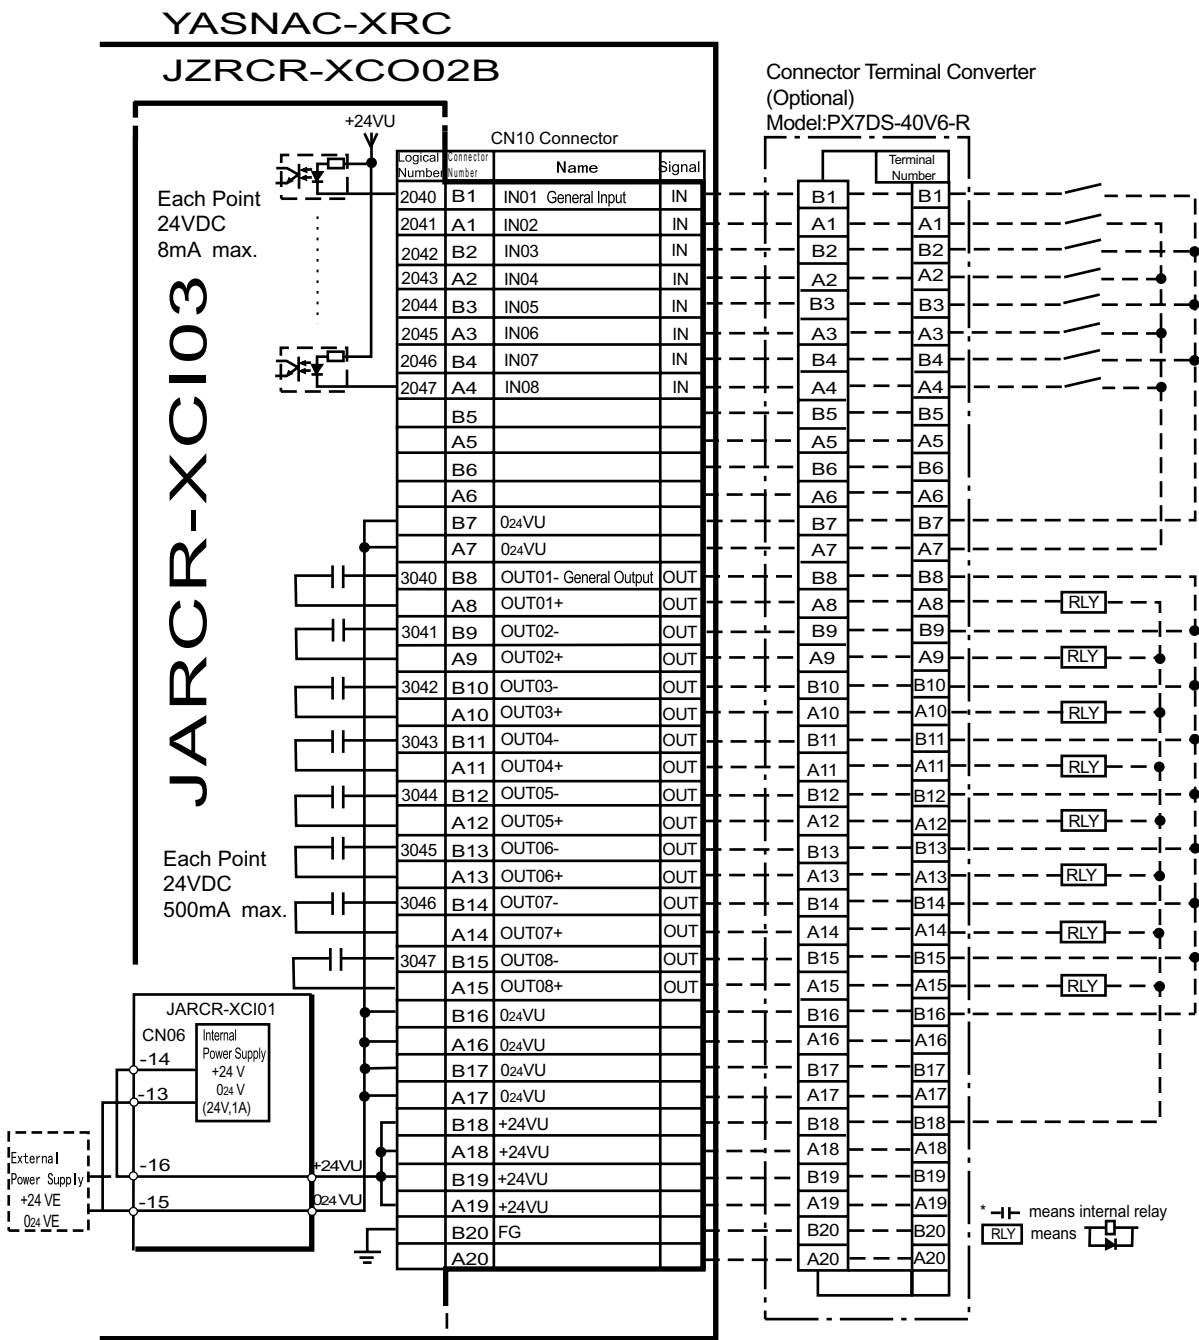 YASNAC-XRC
JZRCR-XCO02B
Connector Terminal Converter
(Optional)
Model:PX7DS-40V6-R
+24VU
CN10 Connector
Logical Number Connector Number Name Signal
Terminal Number
Each Point
24VDC
8mA max.
JARCR-XCI03
2040 B1 IN01 General Input IN B1 B1
2041 A1 IN02 IN A1 A1
2042 B2 IN03 IN B2 B2
2043 A2 IN04 IN A2 A2
2044 B3 IN05 IN B3 B3
2045 A3 IN06 IN A3 A3
2046 B4 IN07 IN B4 B4
2047 A4 IN08 IN A4 A4
B5 B5 B5
A5 A5 A5
B6 B6 B6
A6 A6 A6
B7 024VU B7 B7
A7 024VU A7 A7
3040 B8 OUT01- General Output OUT B8 B8
A8 OUT01+ OUT A8 A8 RLY
3041 B9 OUT02- OUT B9 B9
A9 OUT02+ OUT A9 A9 RLY
3042 B10 OUT03- OUT B10 B10
A10 OUT03+ OUT A10 A10 RLY
3043 B11 OUT04- OUT B11 B11
A11 OUT04+ OUT A11 A11 RLY
3044 B12 OUT05- OUT B12 B12
A12 OUT05+ OUT A12 A12 RLY
3045 B13 OUT06- OUT B13 B13
A13 OUT06+ OUT A13 A13 RLY
3046 B14 OUT07- OUT B14 B14
A14 OUT07+ OUT A14 A14 RLY
3047 B15 OUT08- OUT B15 B15
A15 OUT08+ OUT A15 A15 RLY
B16 024VU B16 B16
A16 024VU A16 A16
B17 024VU B17 B17
A17 024VU A17 A17
B18 +24VU B18 B18
A18 +24VU A18 A18
B19 +24VU B19 B19
A19 +24VU A19 A19
B20 FG B20 B20
A20 A20 A20
Each Point
24VDC
500mA max.
JARCR-XCI01
CN06
-14
-13
Internal
Power Supply
+24 V
024 V
(24V,1A)
-16
+24VU
-15
024VU
External
Power Supply
+24 VE
024 VE
* means internal relay
RLY means